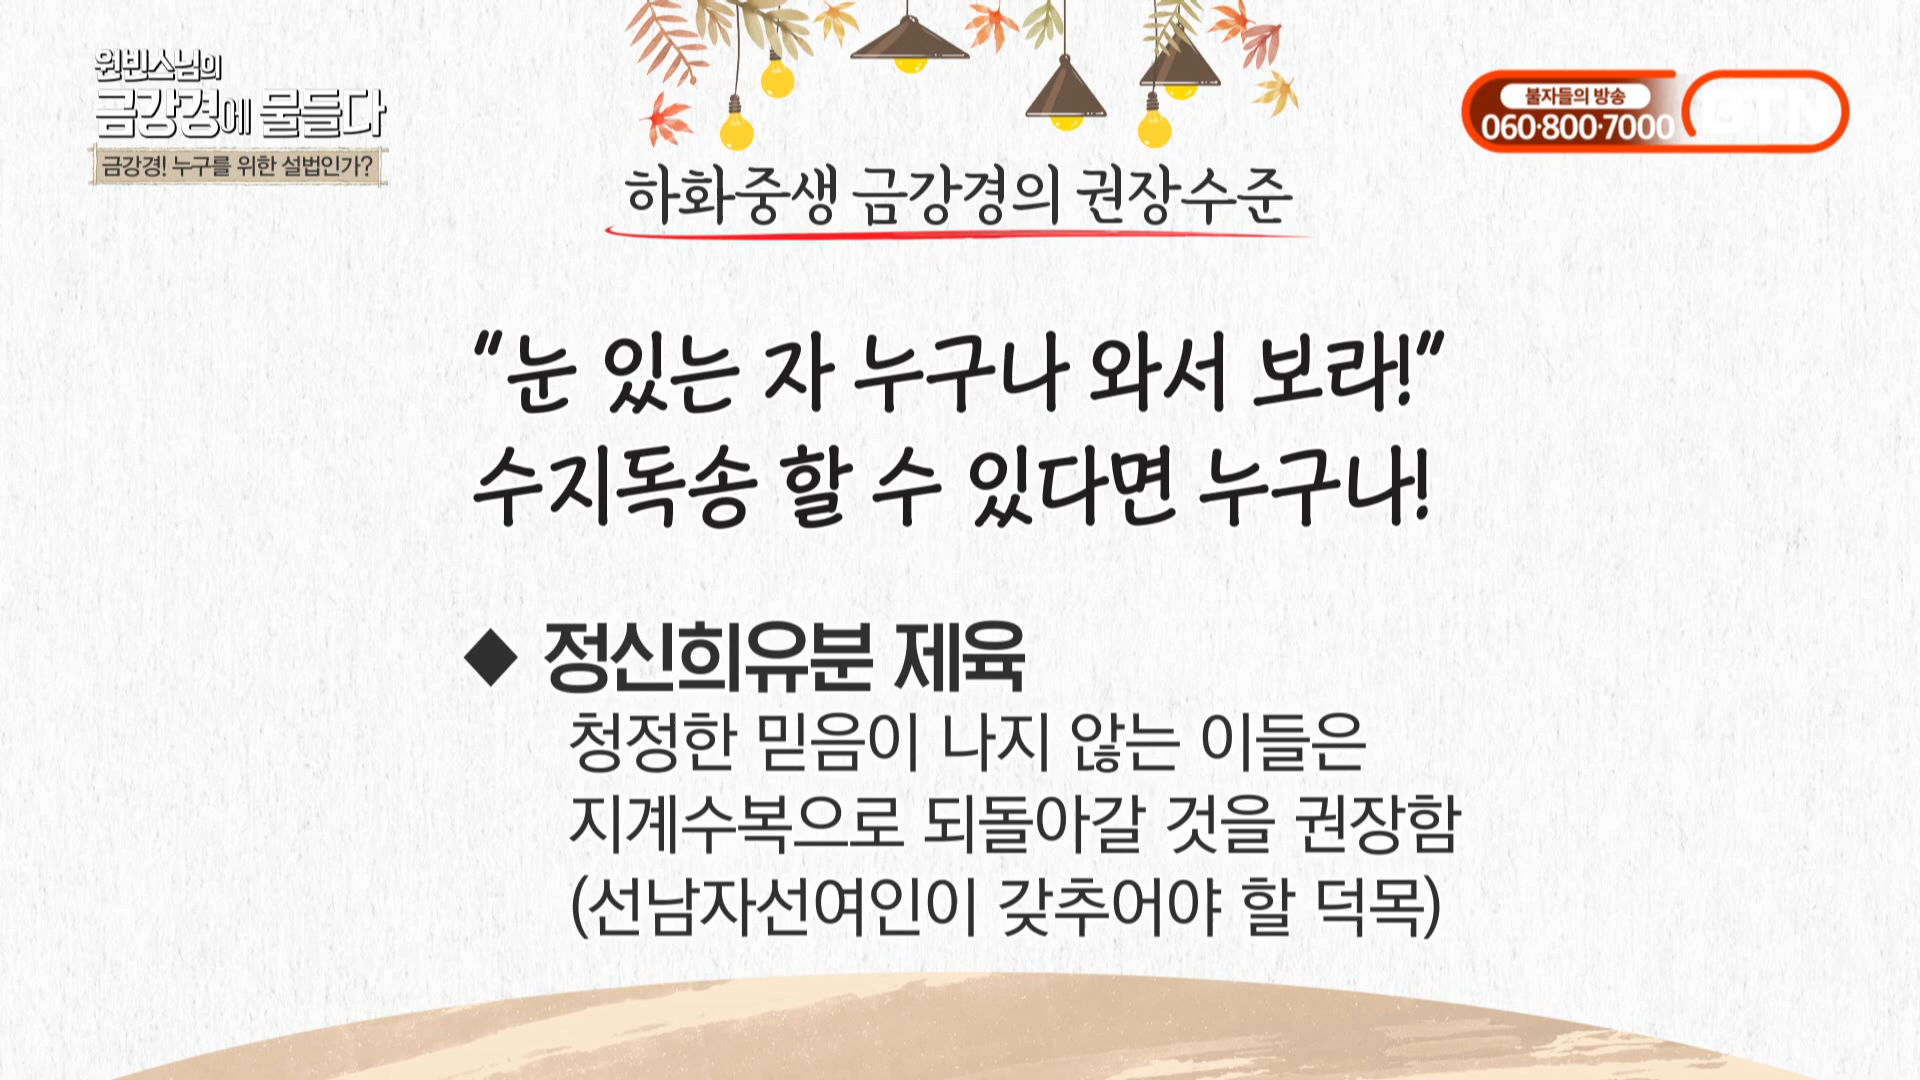 원빈스님의
금강경에 물들다
금강경! 누구를 위한 설법인가?
불자들의 방송
060·800·7000
BTN
하화중생 금강경의 권장수준
"눈 있는 자 누구나 와서 보라!"
수지독송 할 수 있다면 누구나!
◆ 정신희유분 제육
청정한 믿음이 나지 않는 이들은
지계수복으로 되돌아갈 것을 권장함
(선남자선여인이 갖추어야 할 덕목)